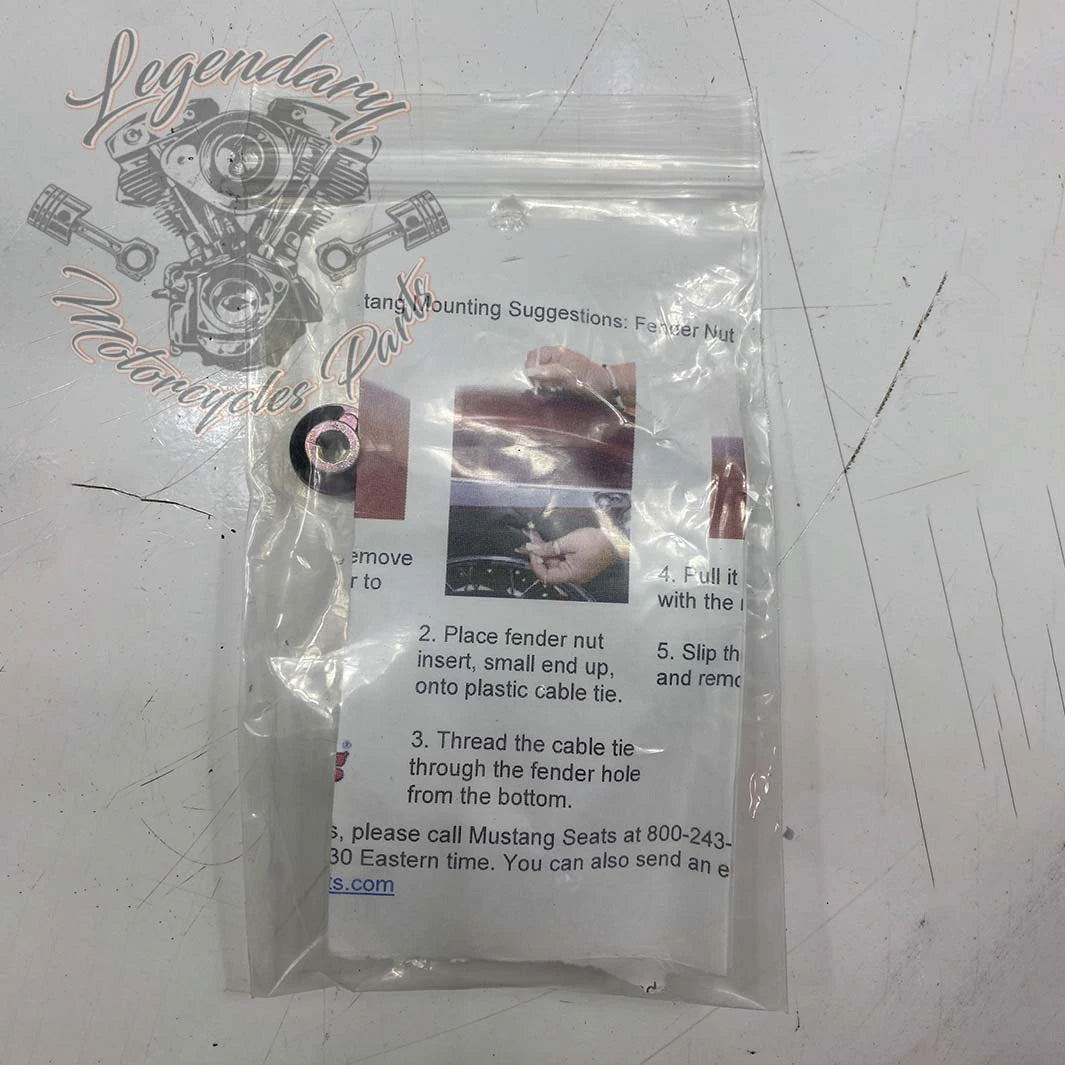 Legendary
Motorcycles Parts
tang Mounting Suggestions: Fender Nut
emove
r to
2. Place fender nut
insert, small end up,
onto plastic cable tie.
3. Thread the cable tie
through the fender hole
from the bottom.
4. Pull it
with the
5. Slip th
and remo
®
s, please call Mustang Seats at 800-243-
30 Eastern time. You can also send an e
ts.com